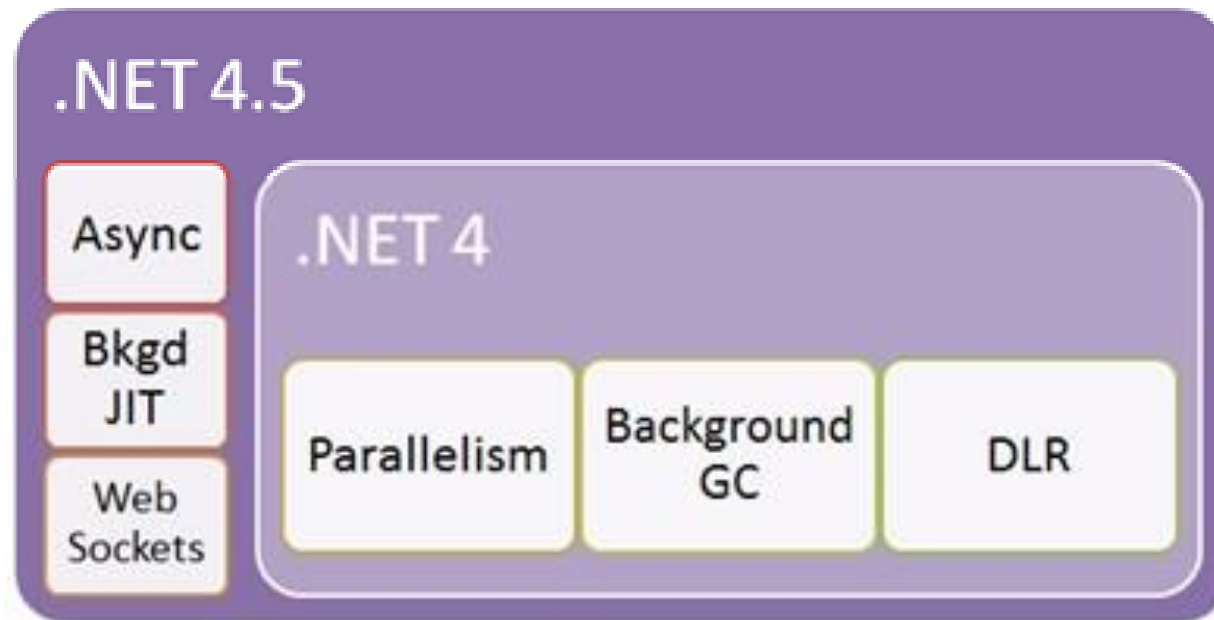 .NET 4.5
Async
Bkgd
JIT
Web
Sockets
.NET 4
Parallelism
Background
GC
DLR